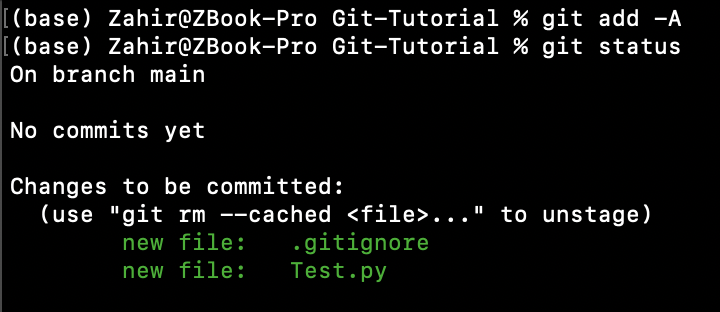 [(base) Zahir@ZBook-Pro Git-Tutorial % git add -A
[(base) Zahir@ZBook-Pro Git-Tutorial % git status
On branch main
No commits yet
Changes to be committed:
(use "git rm --cached <file>..." to unstage)
new file: .gitignore
new file: Test.py